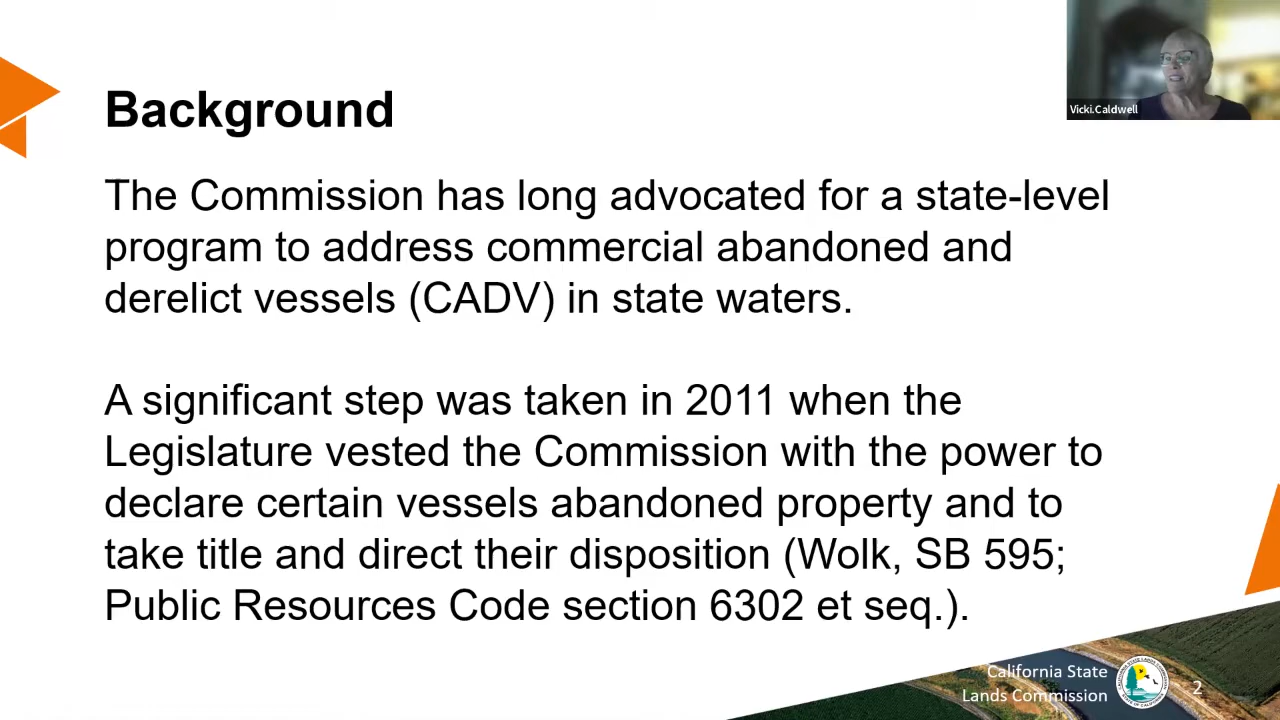 Background
Vicki.Caldwell
The Commission has long advocated for a state-level
program to address commercial abandoned and
derelict vessels (CADV) in state waters.
A significant step was taken in 2011 when the
Legislature vested the Commission with the power to
declare certain vessels abandoned property and to
take title and direct their disposition (Wolk, SB 595;
Public Resources Code section 6302 et seq.).
California State
Lands Commission
2